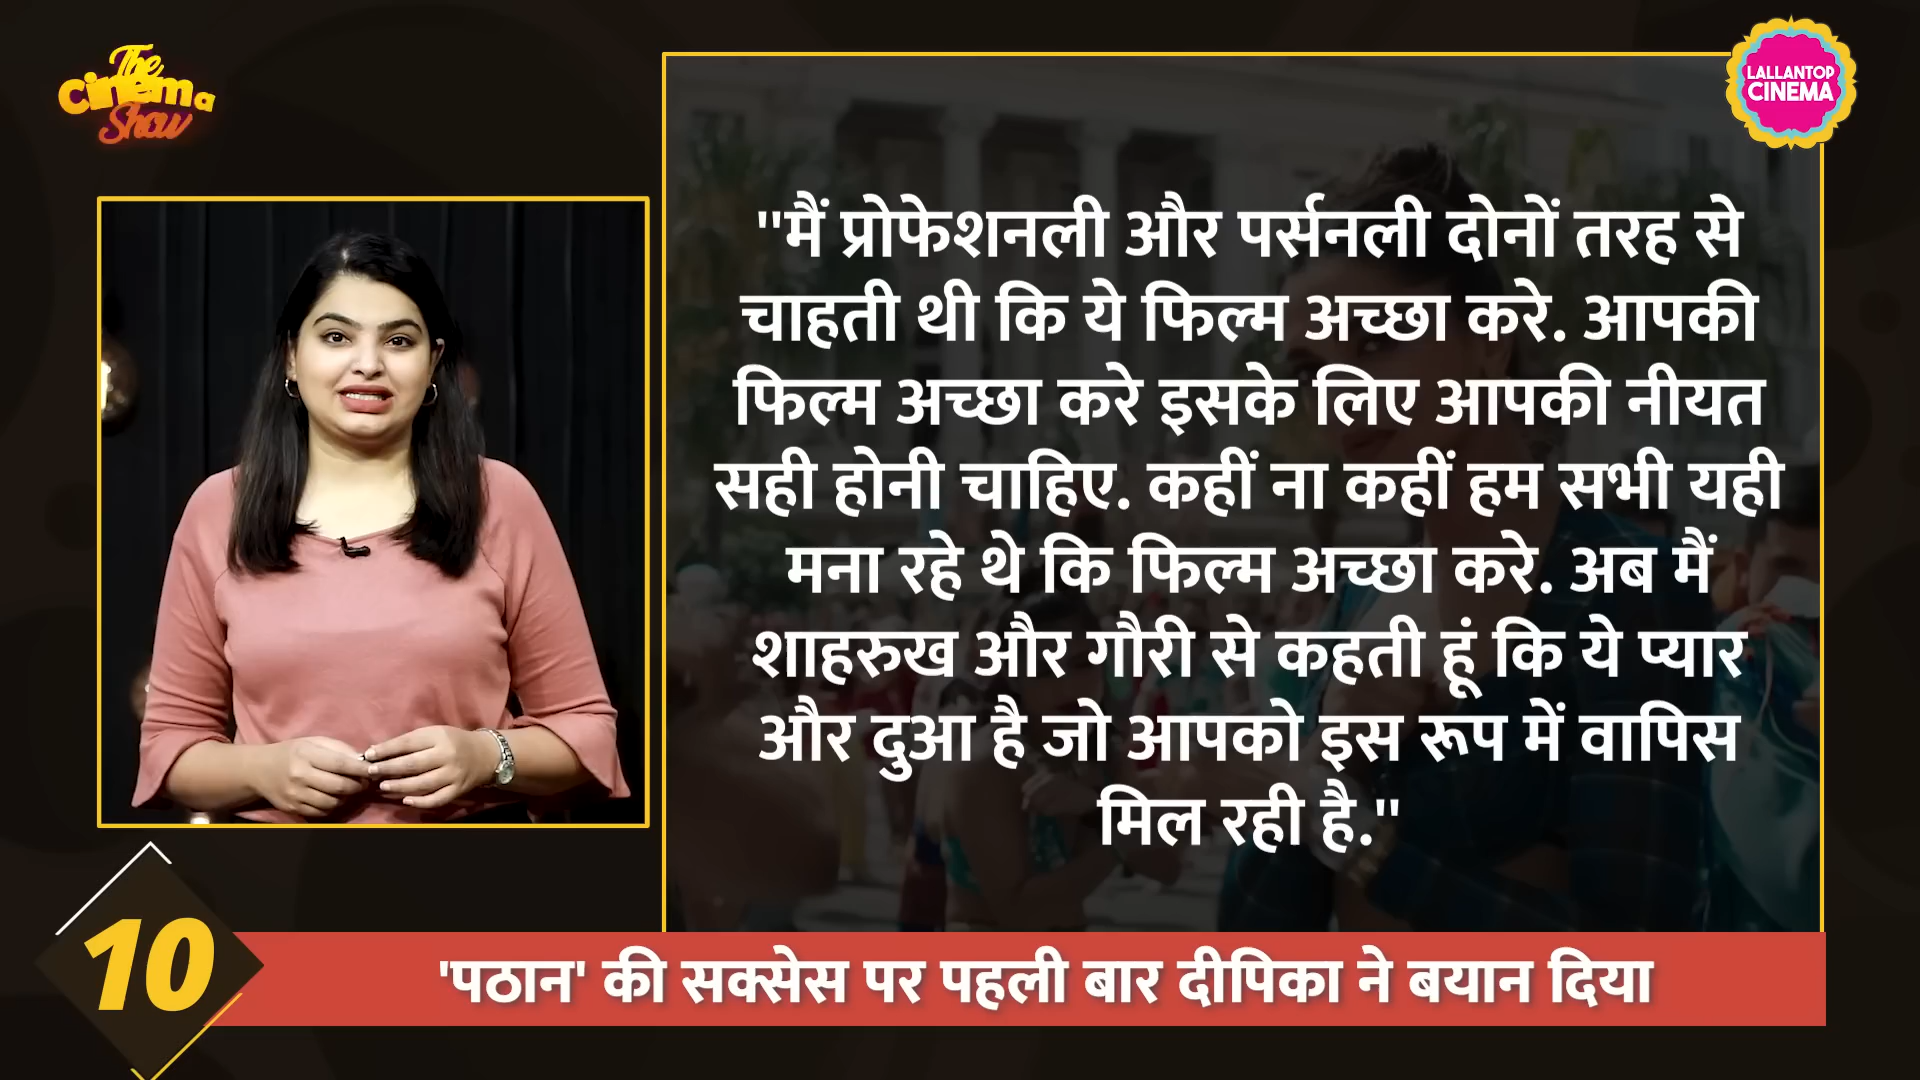 The
Cinema
Show
LALLANTOP
CINEMA
"मैं प्रोफेशनली और पर्सनली दोनों तरह से
चाहती थी कि ये फिल्म अच्छा करे. आपकी
फिल्म अच्छा करे इसके लिए आपकी नीयत
सही होनी चाहिए. कहीं ना कहीं हम सभी यही
मना रहे थे कि फिल्म अच्छा करे. अब मैं
शाहरुख और गौरी से कहती हूं कि ये प्यार
और दुआ है जो आपको इस रूप में वापिस
मिल रही है."
10
'पठान' की सक्सेस पर पहली बार दीपिका ने बयान दिया